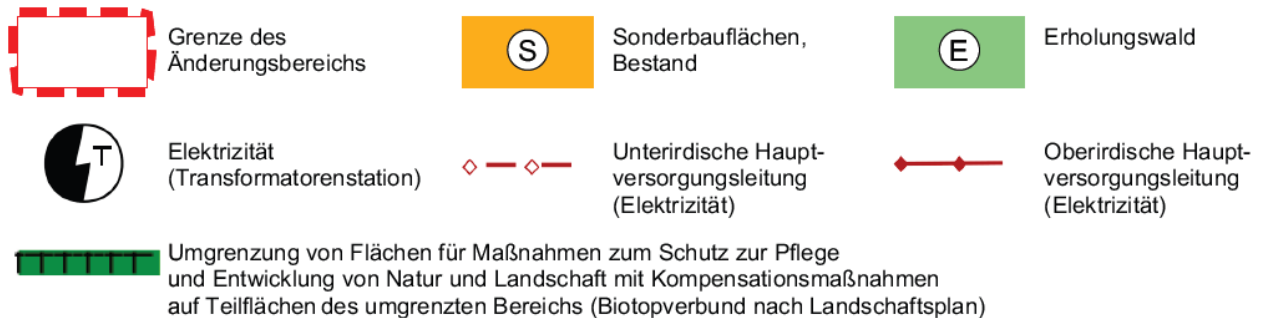 Grenze des
Änderungsbereichs
S
Sonderbauflächen,
Bestand
E
Erholungswald
T
Elektrizität
(Transformatorenstation)
Unterirdische Haupt-
versorgungsleitung
(Elektrizität)
Oberirdische Haupt-
versorgungsleitung
(Elektrizität)
Umgrenzung von Flächen für Maßnahmen zum Schutz zur Pflege
und Entwicklung von Natur und Landschaft mit Kompensationsmaßnahmen
auf Teilflächen des umgrenzten Bereichs (Biotopverbund nach Landschaftsplan)